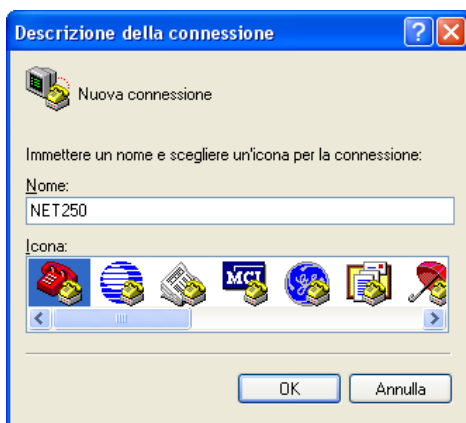 Descrizione della connessione
Nuova connessione
Immettere un nome e scegliere un'icona per la connessione:
Nome:
NET250
Icona:
MCI
OK
Annulla